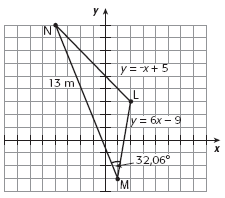 y
N
y = -x + 5
13 m
L
y = 6x – 9
x
32,06°
M